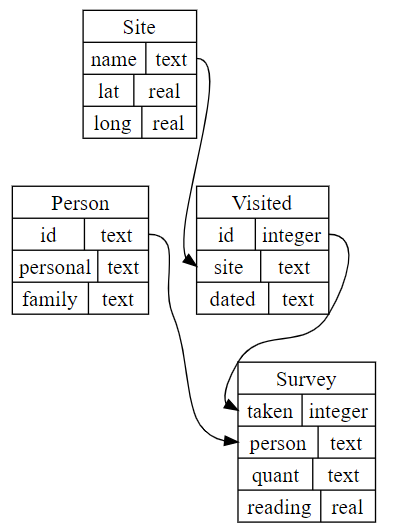 Site
name text
lat real
long real
Person
id text
personal text
family text
Visited
id integer
site text
dated text
Survey
taken integer
person text
quant text
reading real